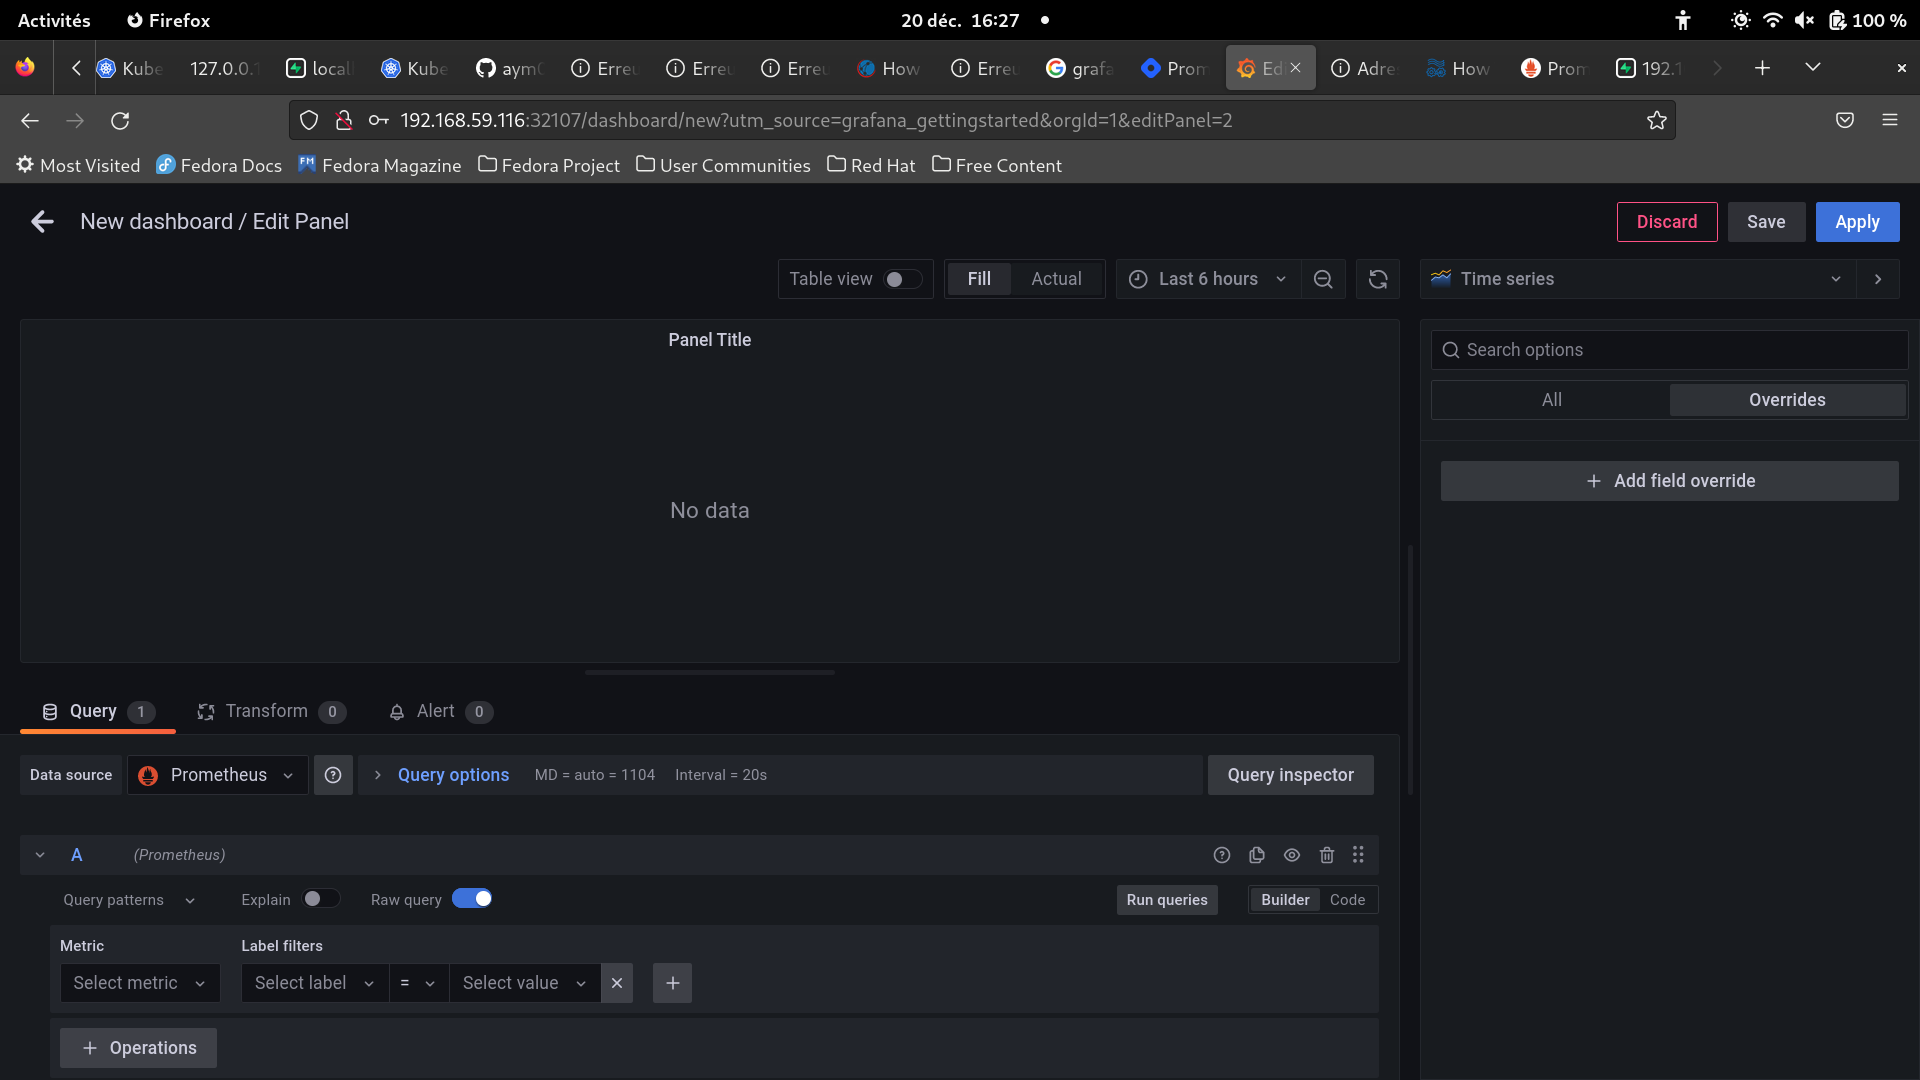 Activités Firefox 20 déc. 16:27 100 %
Kube 127.0.0.1 local Kube aym Erreu Erreu Erreu How Erreu grafa Prom Edi Adre How Prom 192.1
192.168.59.116:32107/dashboard/new?utm_source=grafana_gettingstarted&orgId=1&editPanel=2
Most Visited Fedora Docs Fedora Magazine Fedora Project User Communities Red Hat Free Content
New dashboard / Edit Panel Discard Save Apply
Table view Fill Actual Last 6 hours Time series
Panel Title
Search options
All Overrides
Add field override
No data
Query 1 Transform 0 Alert 0
Data source Prometheus Query options MD = auto = 1104 Interval = 20s Query inspector
A (Prometheus)
Query patterns Explain Raw query Run queries Builder Code
Metric Label filters
Select metric Select label = Select value
+ Operations